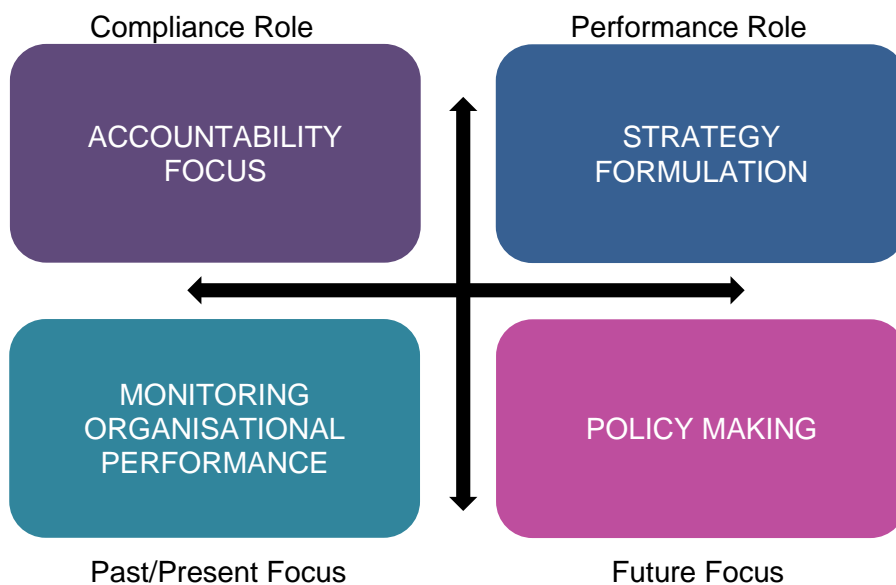 Compliance Role
Performance Role
ACCOUNTABILITY
FOCUS
STRATEGY
FORMULATION
MONITORING
ORGANISATIONAL
PERFORMANCE
POLICY MAKING
Past/Present Focus
Future Focus